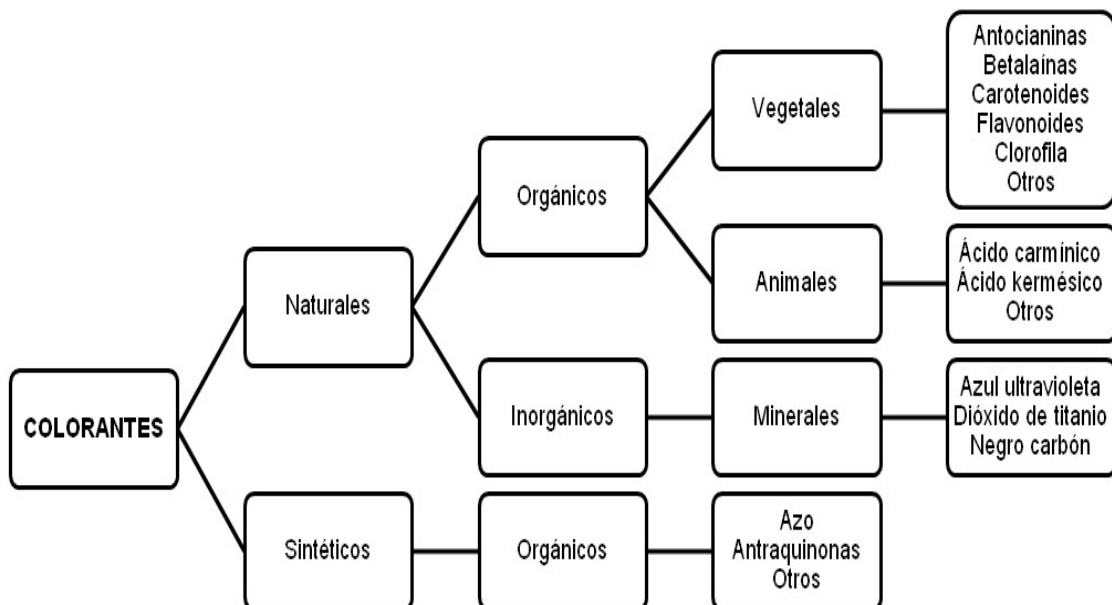 COLORANTES
Naturales
Orgánicos
Vegetales
Antocianinas
Betalaínas
Carotenoides
Flavonoides
Clorofila
Otros
Animales
Ácido carmínico
Ácido kermésico
Otros
Inorgánicos
Minerales
Azul ultravioleta
Dióxido de titanio
Negro carbón
Sintéticos
Orgánicos
Azo
Antraquinonas
Otros